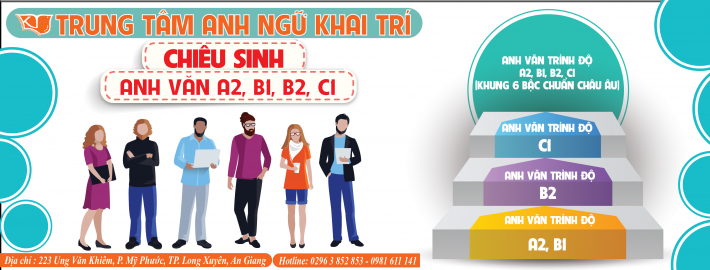 TRUNG TÂM ANH NGỮ KHAI TRÍ
CHIÊU SINH
ANH VĂN A2, B1, B2, C1
ANH VĂN TRÌNH ĐỘ
A2, B1, B2, C1
(KHUNG 6 BẬC CHUẨN CHÂU ÂU)
ANH VĂN TRÌNH ĐỘ
C1
ANH VĂN TRÌNH ĐỘ
B2
ANH VĂN TRÌNH ĐỘ
A2, B1
Địa chỉ : 223 Ung Văn Khiêm, P. Mỹ Phước, TP. Long Xuyên, An Giang
Hotline: 0296 3 852 853 - 0981 611 141